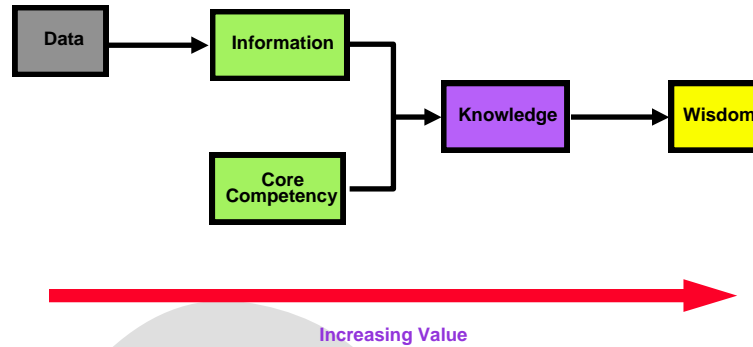 Data
Information
Knowledge
Wisdom
Core
Competency
Increasing Value